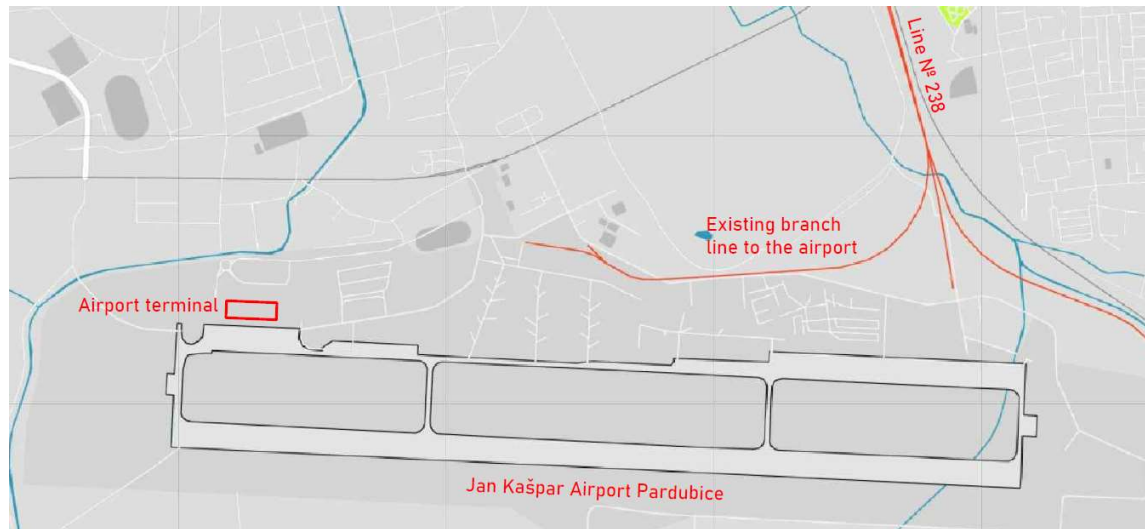 Line № 238
Existing branch
line to the airport
Airport terminal
Jan Kašpar Airport Pardubice